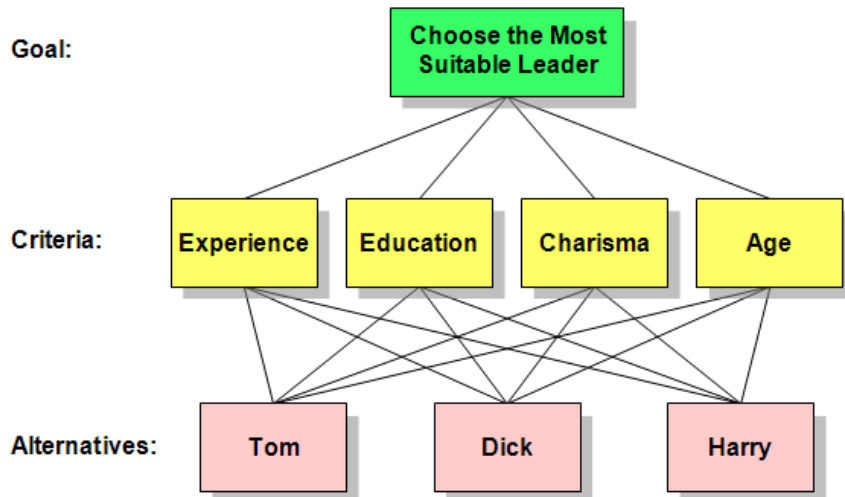 Goal:
Choose the Most
Suitable Leader
Criteria:
Experience
Education
Charisma
Age
Alternatives:
Tom
Dick
Harry